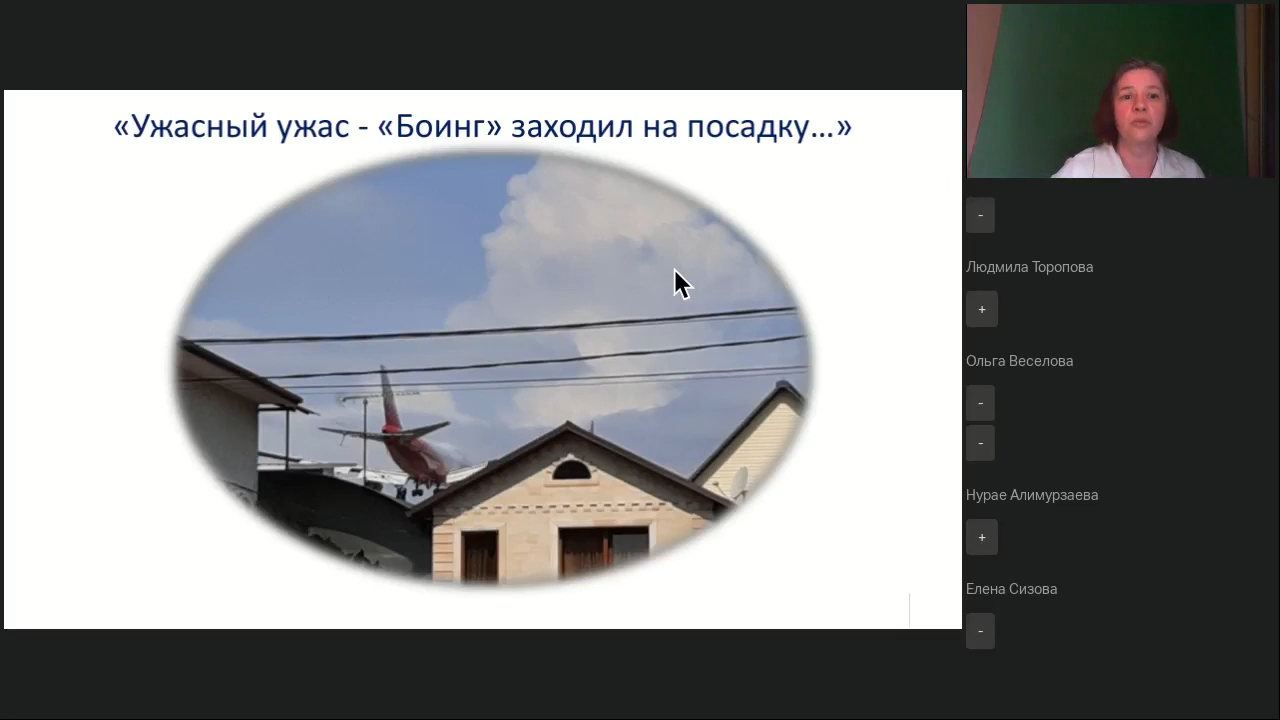 «Ужасный ужас - «Боинг» заходил на посадку...»
-
Людмила Торопова
+
Ольга Веселова
-
-
Нурае Алимурзаева
+
Елена Сизова
-